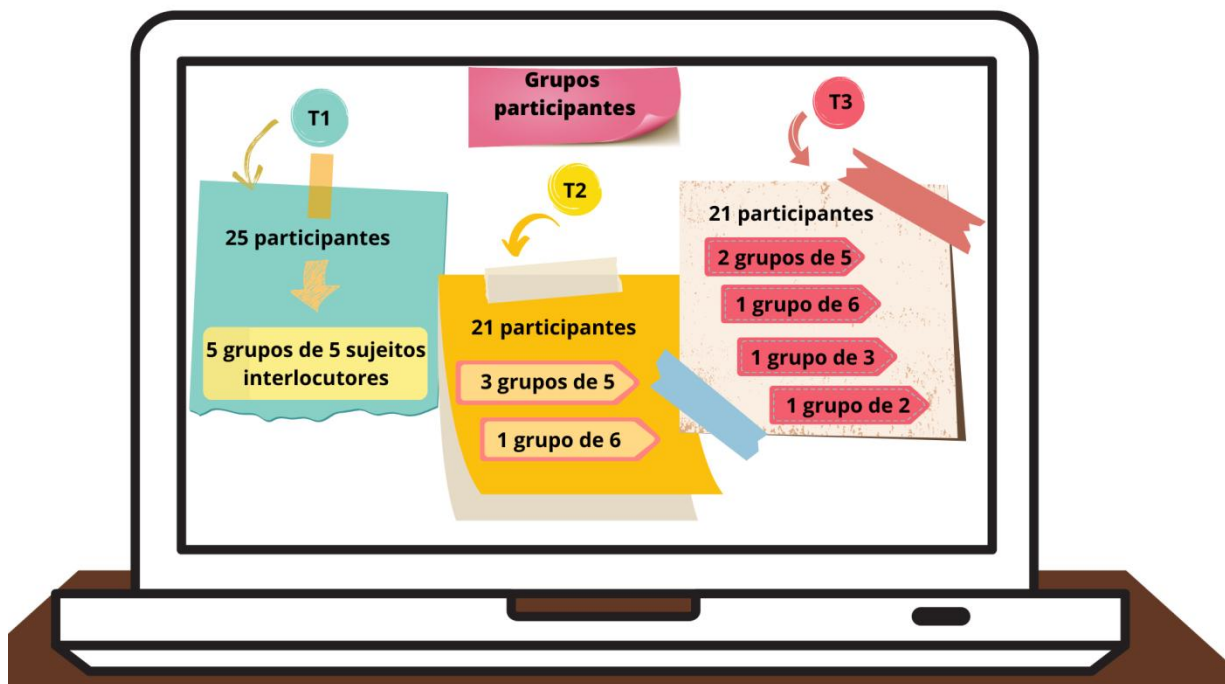 Grupos
participantes
T1
25 participantes
5 grupos de 5 sujeitos
interlocutores
T2
21 participantes
3 grupos de 5
1 grupo de 6
T3
21 participantes
2 grupos de 5
1 grupo de 6
1 grupo de 3
1 grupo de 2